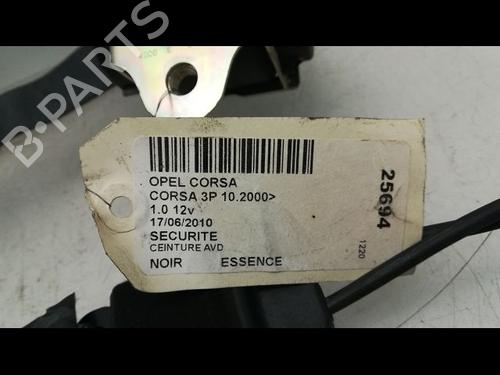 OPEL CORSA
CORSA 3P 10.2000>
1.0 12v
17/06/2010
SECURITE
CEINTURE AVD
NOIR ESSENCE
25694
1220
B-PARTS